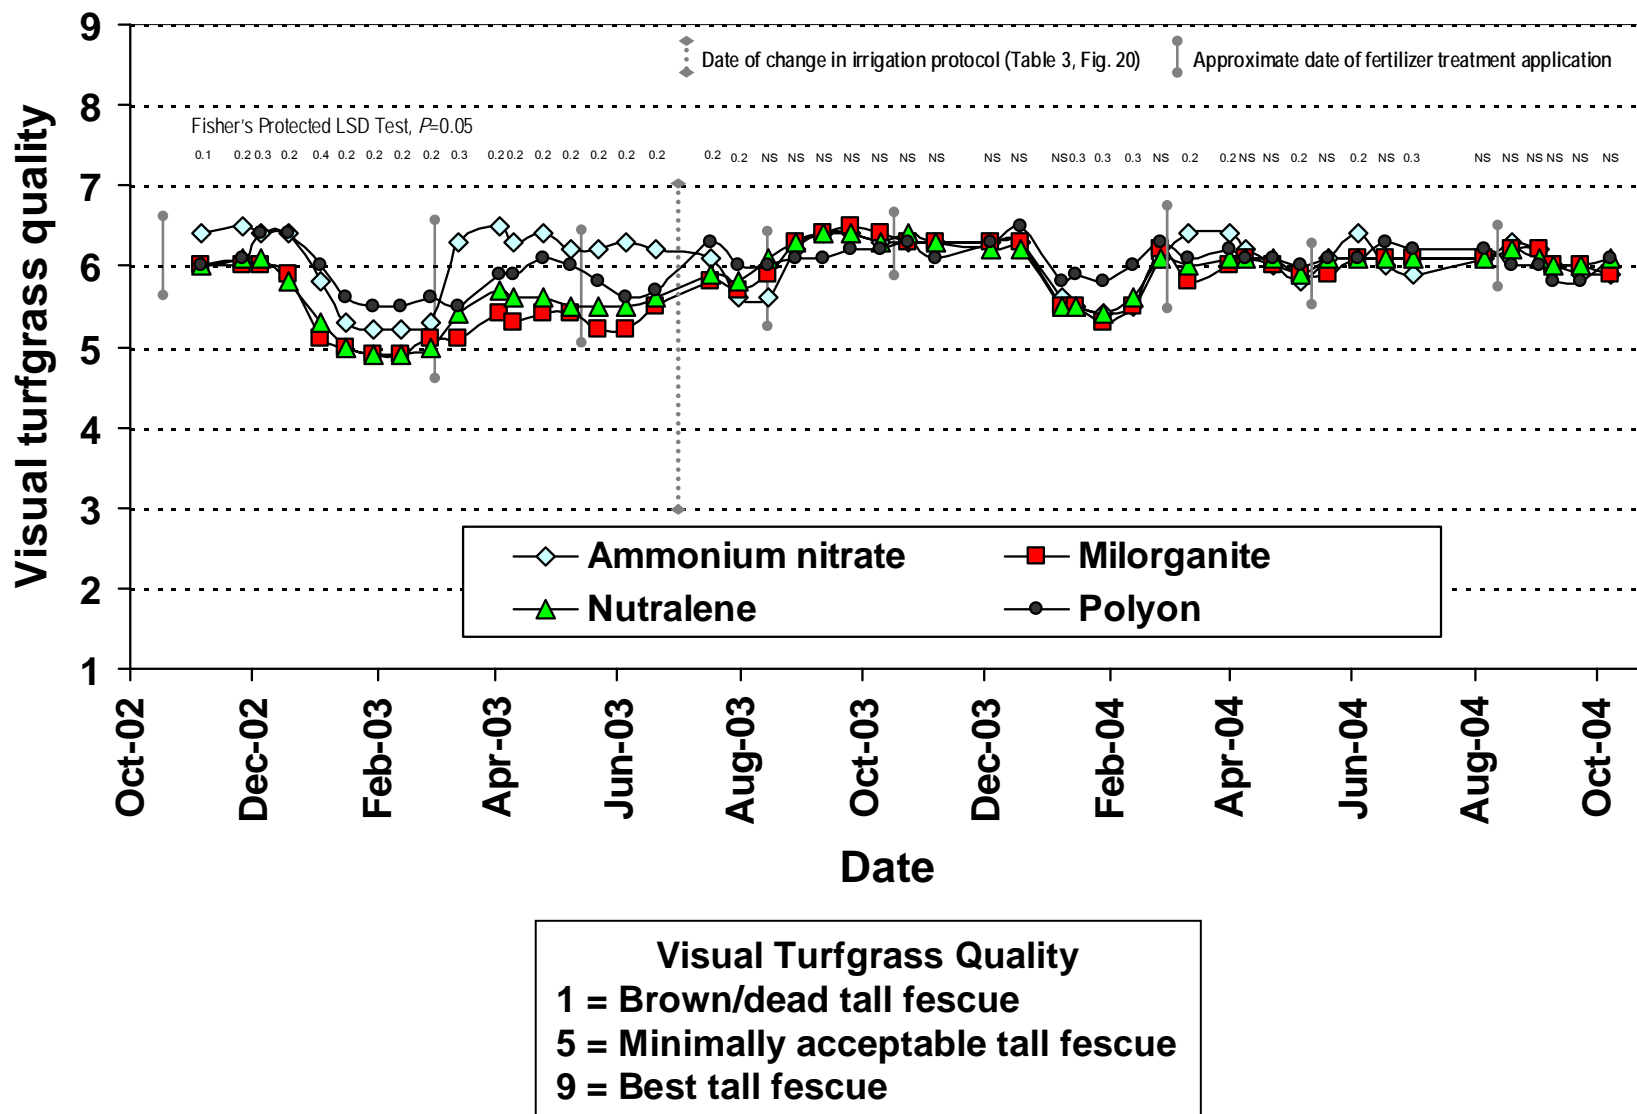 9
Date of change in irrigation protocol (Table 3, Fig. 20)
Approximate date of fertilizer treatment application
8
Fisher's Protected LSD Test, P=0.05
0.1 0.2 0.3 0.2 0.4 0.2 0.2 0.2 0.2 0.3 0.2 0.2 0.2 0.2 0.2 0.2 0.2 0.2 0.2 NS NS NS NS NS NS NS NS NS NS 0.3 0.3 0.3 NS 0.2 0.2 NS NS 0.2 NS 0.2 NS 0.3 NS NS NS NS NS NS
7
6
5
4
3
2
1
Visual turfgrass quality
Ammonium nitrate
Milorganite
Nutralene
Polyon
Oct-02
Dec-02
Feb-03
Apr-03
Jun-03
Aug-03
Oct-03
Dec-03
Feb-04
Apr-04
Jun-04
Aug-04
Oct-04
Date
Visual Turfgrass Quality
1 = Brown/dead tall fescue
5 = Minimally acceptable tall fescue
9 = Best tall fescue